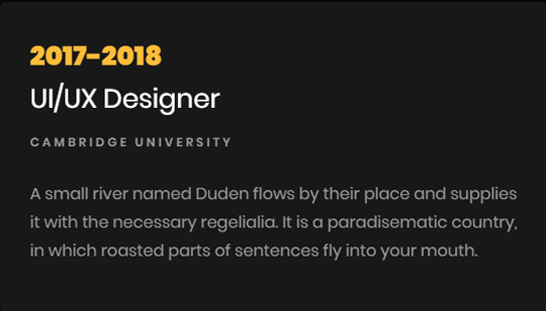 2017-2018
UI/UX Designer
CAMBRIDGE UNIVERSITY
A small river named Duden flows by their place and supplies
it with the necessary regelialia. It is a paradisematic country,
in which roasted parts of sentences fly into your mouth.